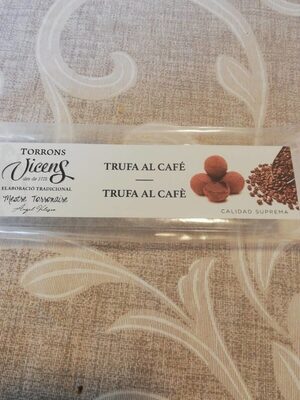 TORRONS
Vicens
des de 1775
ELABORACIÓ TRADICIONAL
Mestre Torronaire
Àngel Velasco
TRUFA AL CAFÉ
TRUFA AL CAFÈ
CALIDAD SUPREMA